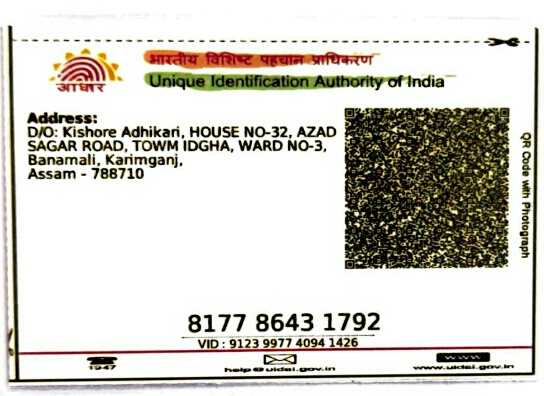 भारतीय विशिष्ट पहचान प्राधिकरण
Unique Identification Authority of India
आधार
Address:
D/O: Kishore Adhikari, HOUSE NO-32, AZAD
SAGAR ROAD, TOWM IDGHA, WARD NO-3,
Banamali, Karimganj,
Assam - 788710
QR Code with Photograph
8177 8643 1792
VID : 9123 9977 4094 1426
1947
help@uidai.gov.in
www
www.uidai.gov.in